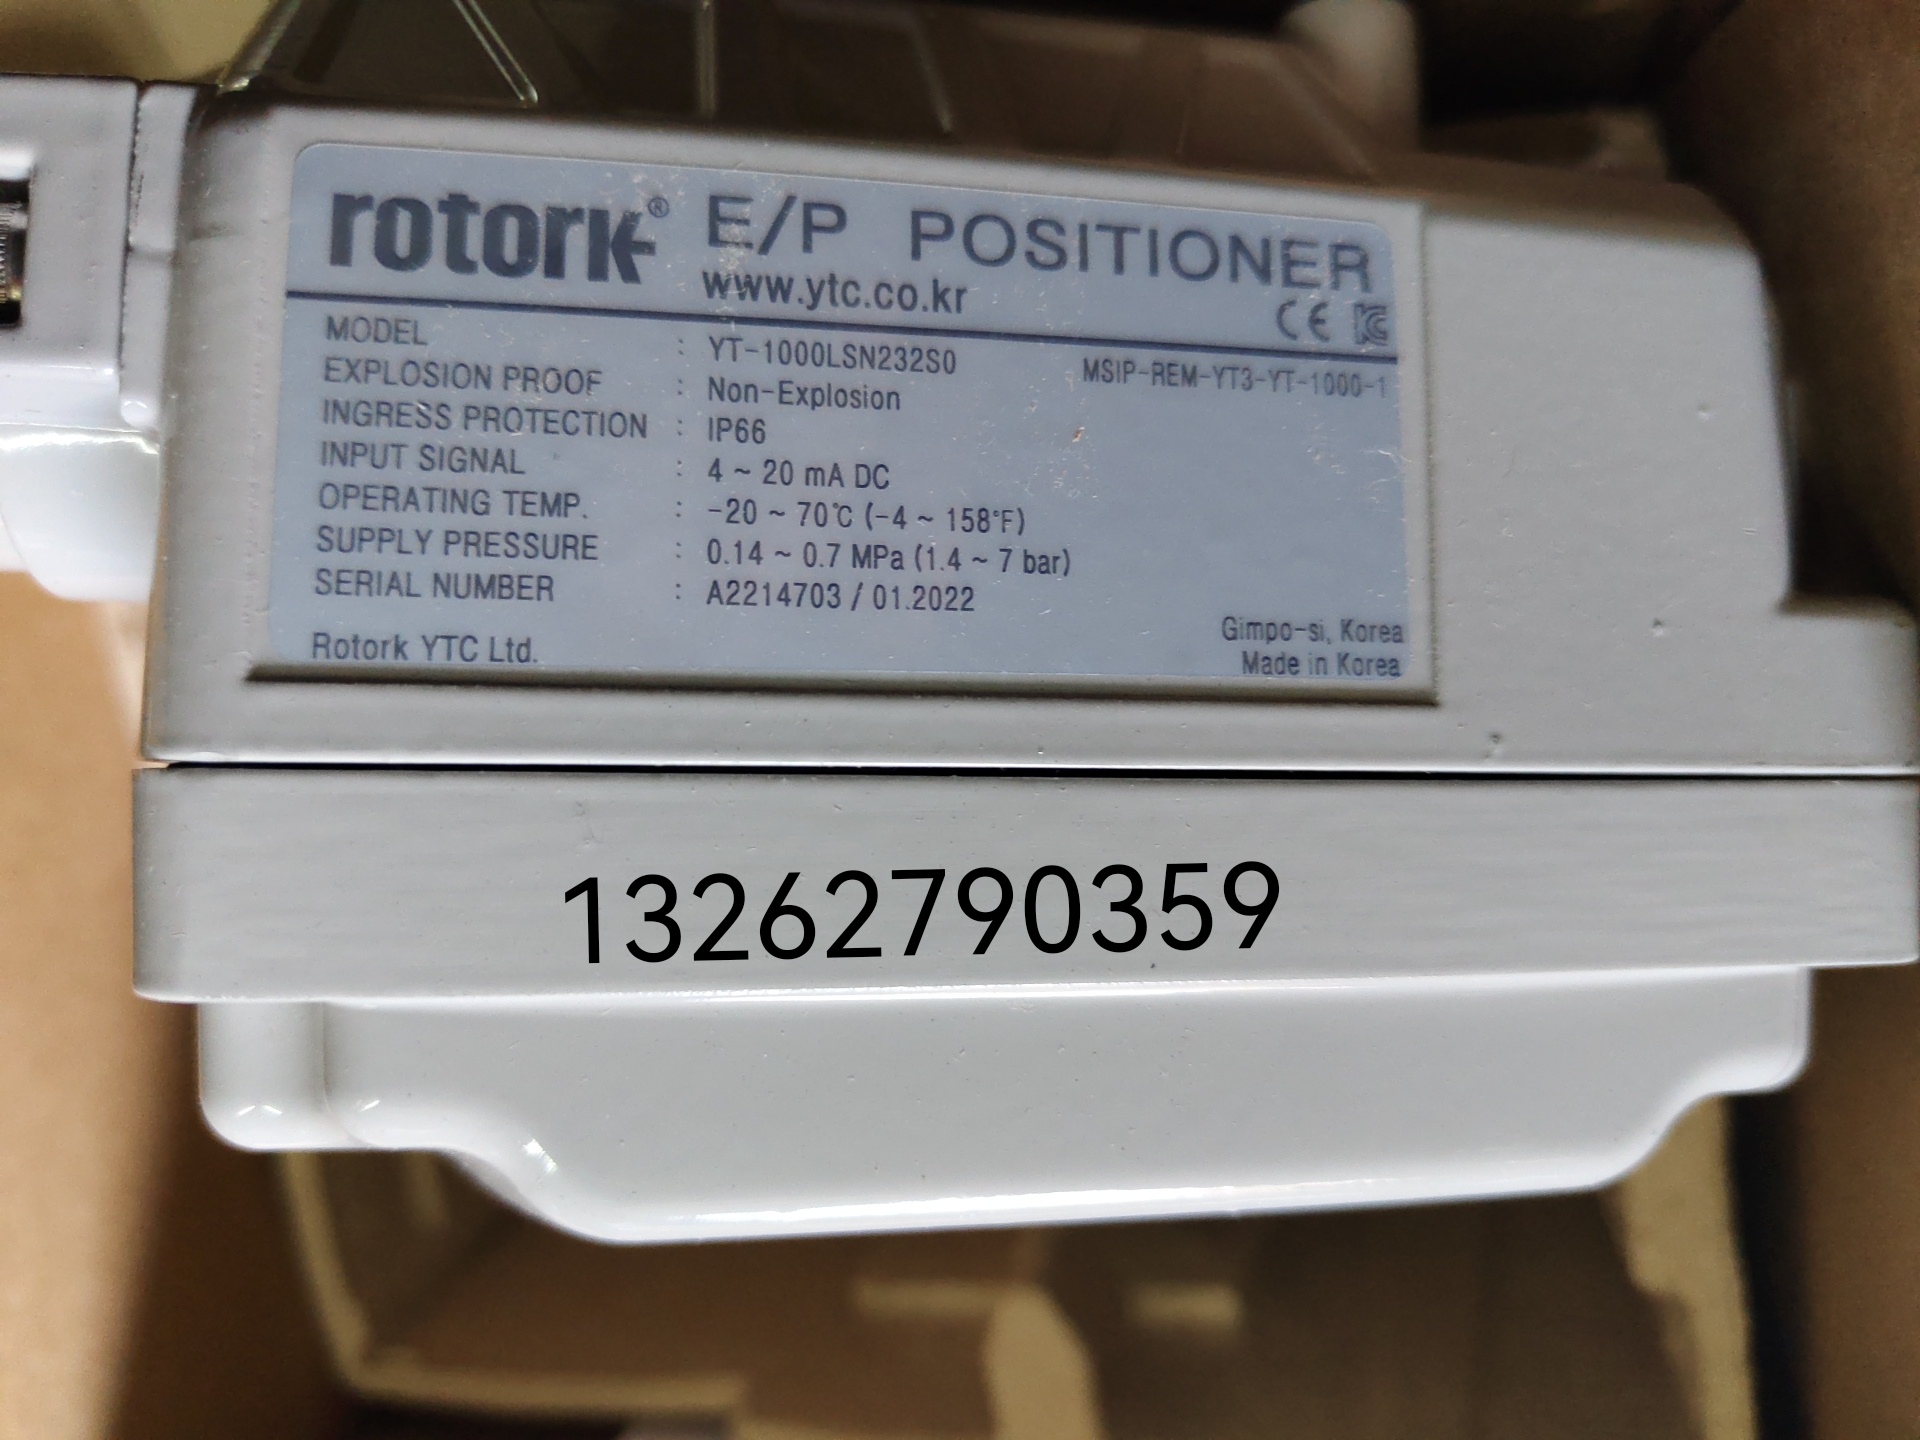 rotork® E/P POSITIONER
www.ytc.co.kr
CE
MODEL : YT-1000LSN232S0 MSIP-REM-YT3-YT-1000-1
EXPLOSION PROOF : Non-Explosion
INGRESS PROTECTION : IP66
INPUT SIGNAL : 4 ~ 20 mA DC
OPERATING TEMP. : -20 ~ 70℃ (-4 ~ 158°F)
SUPPLY PRESSURE : 0.14 ~ 0.7 MPa (1.4 ~ 7 bar)
SERIAL NUMBER : A2214703 / 01.2022
Rotork YTC Ltd. Gimpo-si, Korea
Made in Korea
13262790359